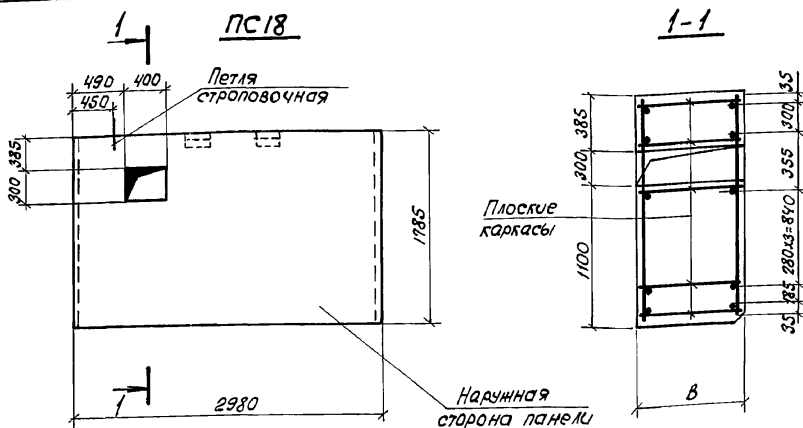 ПС18
1
490
400
450
Петля
строповочная
385
300
1785
1
2980
Наружная
сторона панели
1-1
385
300
1100
Плоские
каркасы
35
300
355
280х3=840
185
35
В